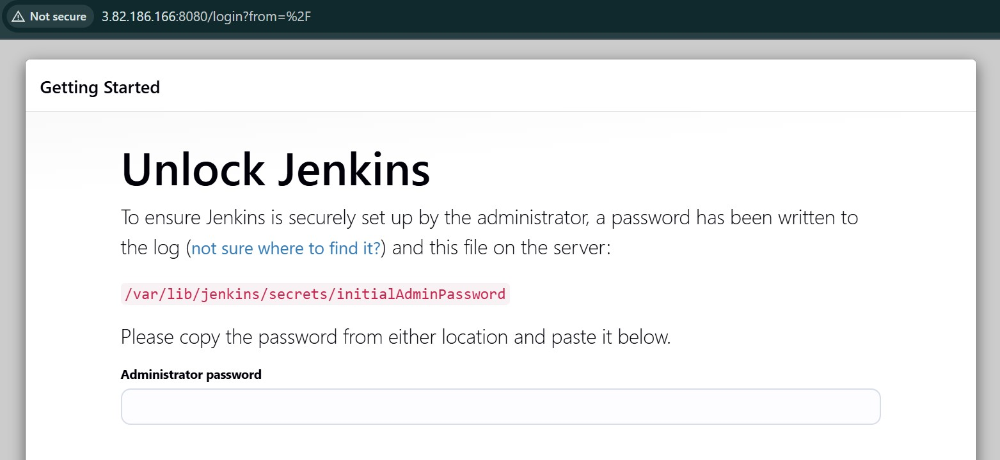 Not secure 3.82.186.166:8080/login?from=%2F
Getting Started
Unlock Jenkins
To ensure Jenkins is securely set up by the administrator, a password has been written to
the log (not sure where to find it?) and this file on the server:
/var/lib/jenkins/secrets/initialAdminPassword
Please copy the password from either location and paste it below.
Administrator password